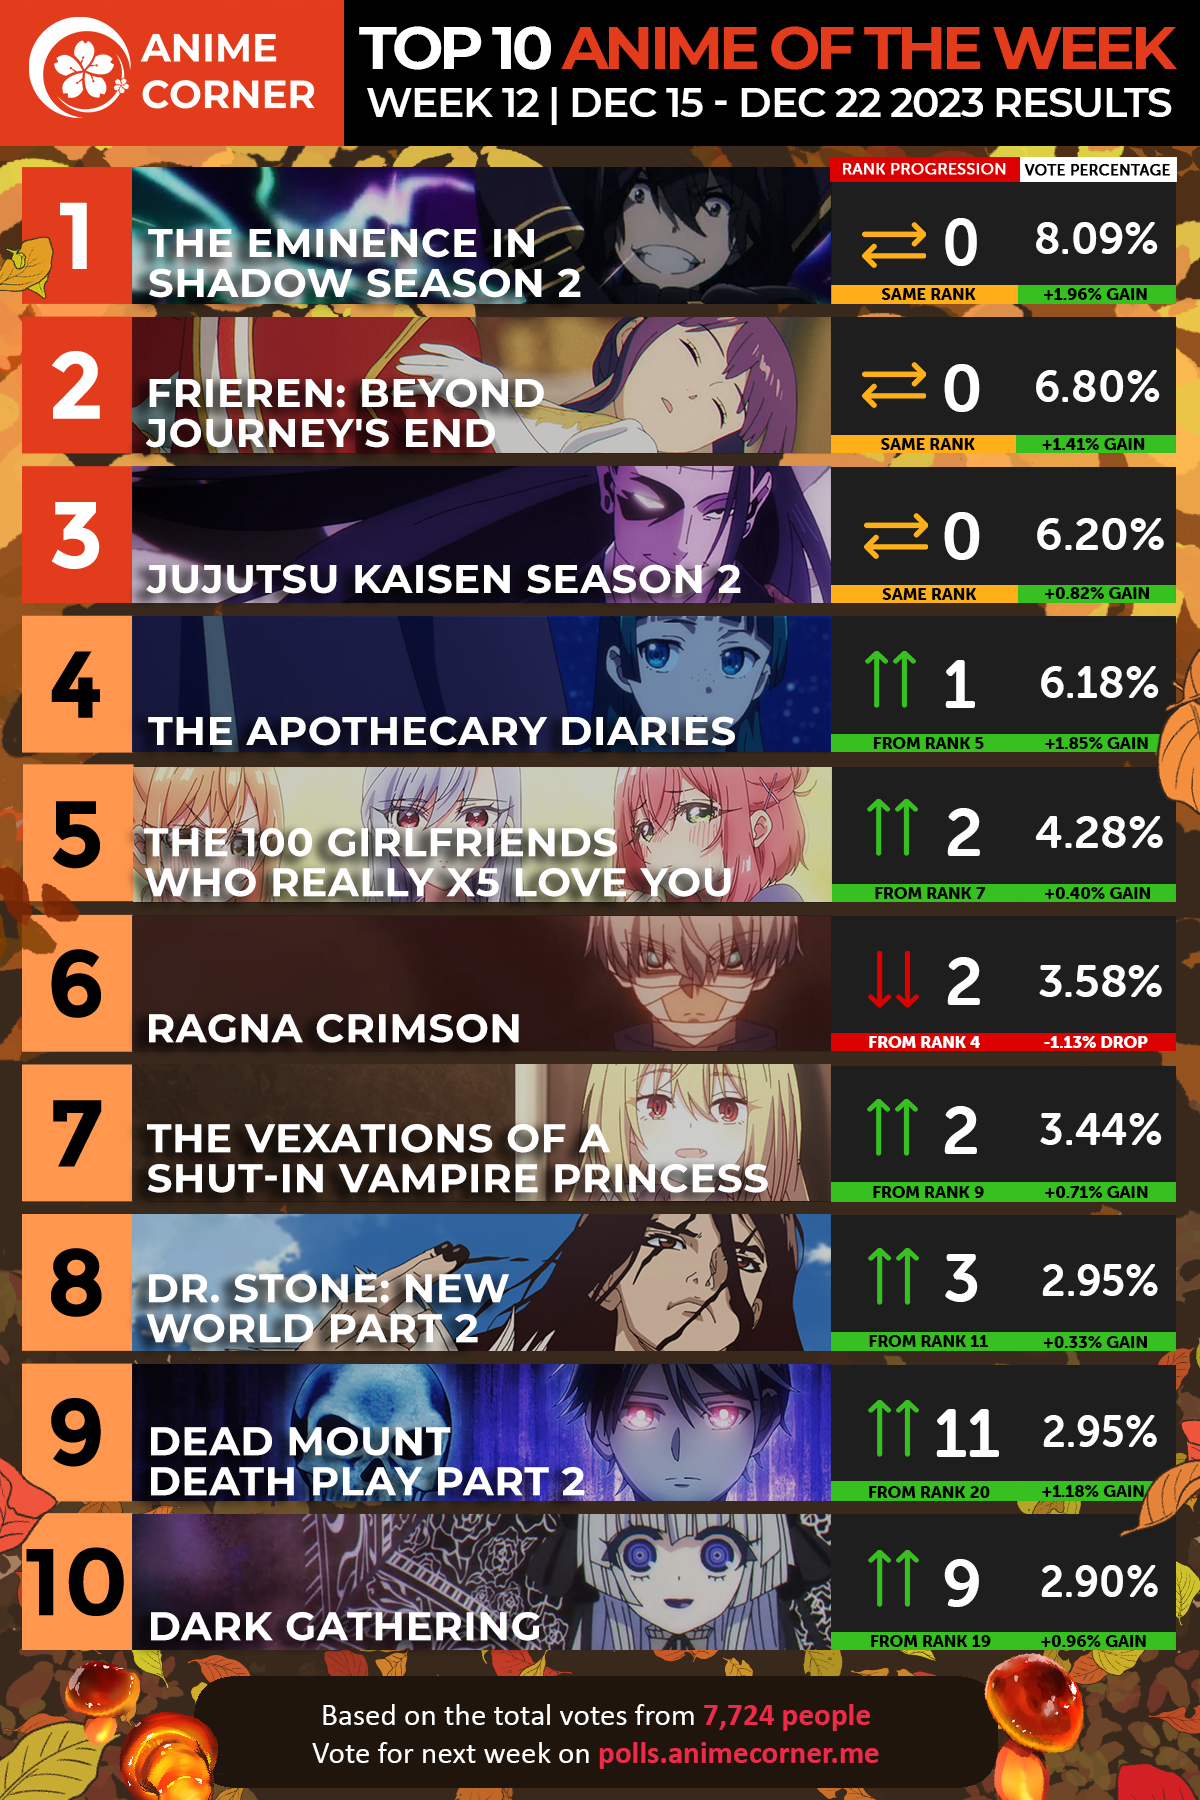 ANIME
CORNER
TOP 10 ANIME OF THE WEEK
WEEK 12 | DEC 15 - DEC 22 2023 RESULTS
RANK PROGRESSION
VOTE PERCENTAGE
1
THE EMINENCE IN
SHADOW SEASON 2
0
8.09%
SAME RANK
+1.96% GAIN
2
FRIEREN: BEYOND
JOURNEY'S END
0
6.80%
SAME RANK
+1.41% GAIN
3
JUJUTSU KAISEN SEASON 2
0
6.20%
SAME RANK
+0.82% GAIN
4
THE APOTHECARY DIARIES
1
6.18%
FROM RANK 5
+1.85% GAIN
5
THE 100 GIRLFRIENDS
WHO REALLY X5 LOVE YOU
2
4.28%
FROM RANK 7
+0.40% GAIN
6
RAGNA CRIMSON
2
3.58%
FROM RANK 4
-1.13% DROP
7
THE VEXATIONS OF A
SHUT-IN VAMPIRE PRINCESS
2
3.44%
FROM RANK 9
+0.71% GAIN
8
DR. STONE: NEW
WORLD PART 2
3
2.95%
FROM RANK 11
+0.33% GAIN
9
DEAD MOUNT
DEATH PLAY PART 2
11
2.95%
FROM RANK 20
+1.18% GAIN
10
DARK GATHERING
9
2.90%
FROM RANK 19
+0.96% GAIN
Based on the total votes from 7,724 people
Vote for next week on polls.animecorner.me